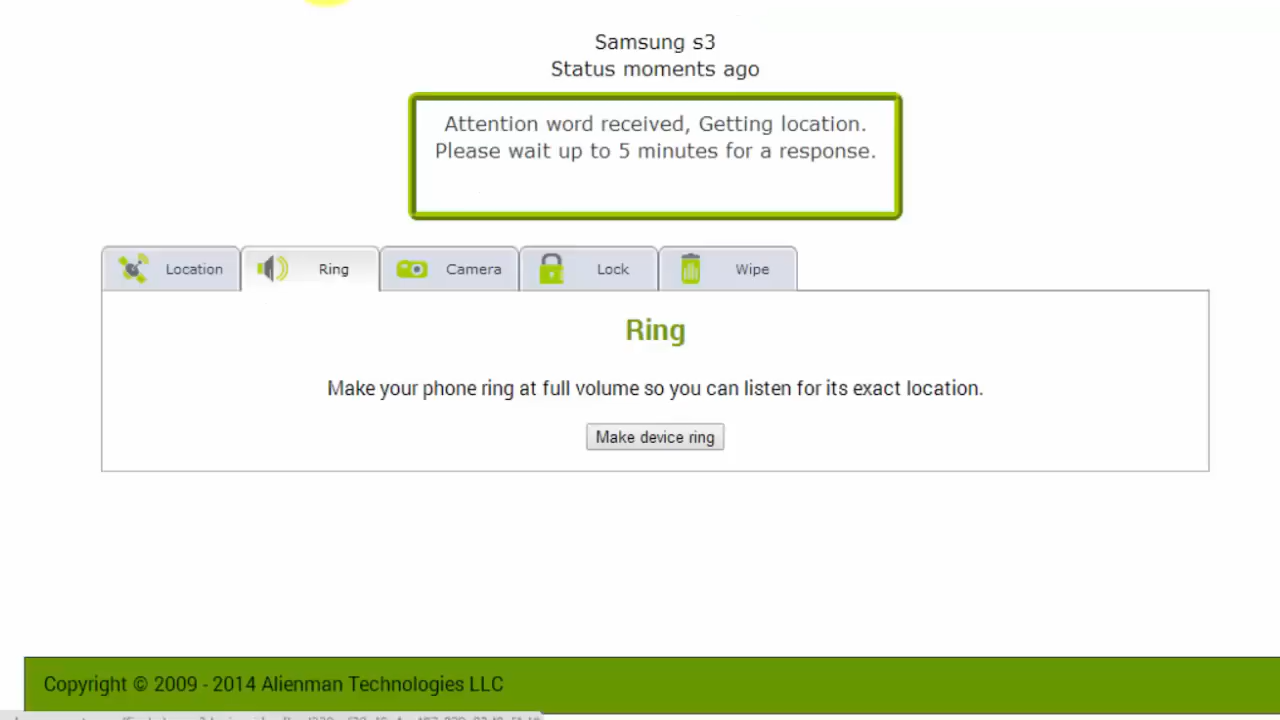 Samsung s3
Status moments ago
Attention word received, Getting location.
Please wait up to 5 minutes for a response.
Location
Ring
Camera
Lock
Wipe
Ring
Make your phone ring at full volume so you can listen for its exact location.
Make device ring
Copyright © 2009 - 2014 Alienman Technologies LLC